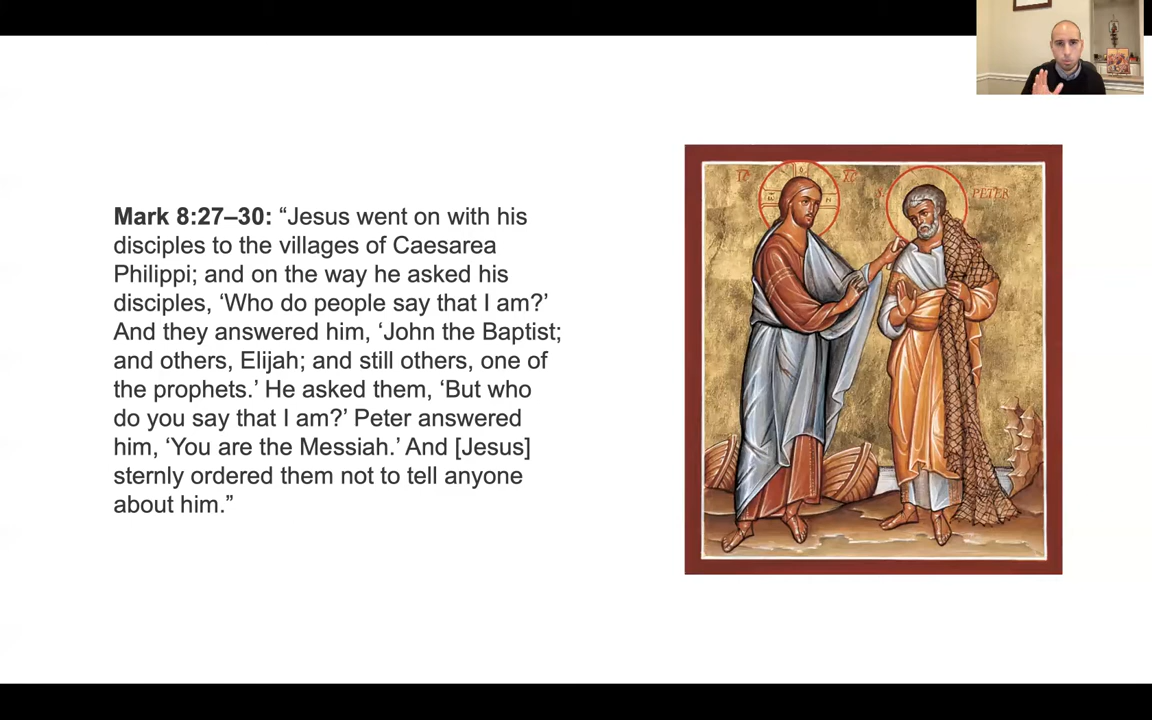 Mark 8:27–30: “Jesus went on with his
disciples to the villages of Caesarea
Philippi; and on the way he asked his
disciples, ‘Who do people say that I am?’
And they answered him, ‘John the Baptist;
and others, Elijah; and still others, one of
the prophets.’ He asked them, ‘But who
do you say that I am?’ Peter answered
him, ‘You are the Messiah.’ And [Jesus]
sternly ordered them not to tell anyone
about him.”
PETER